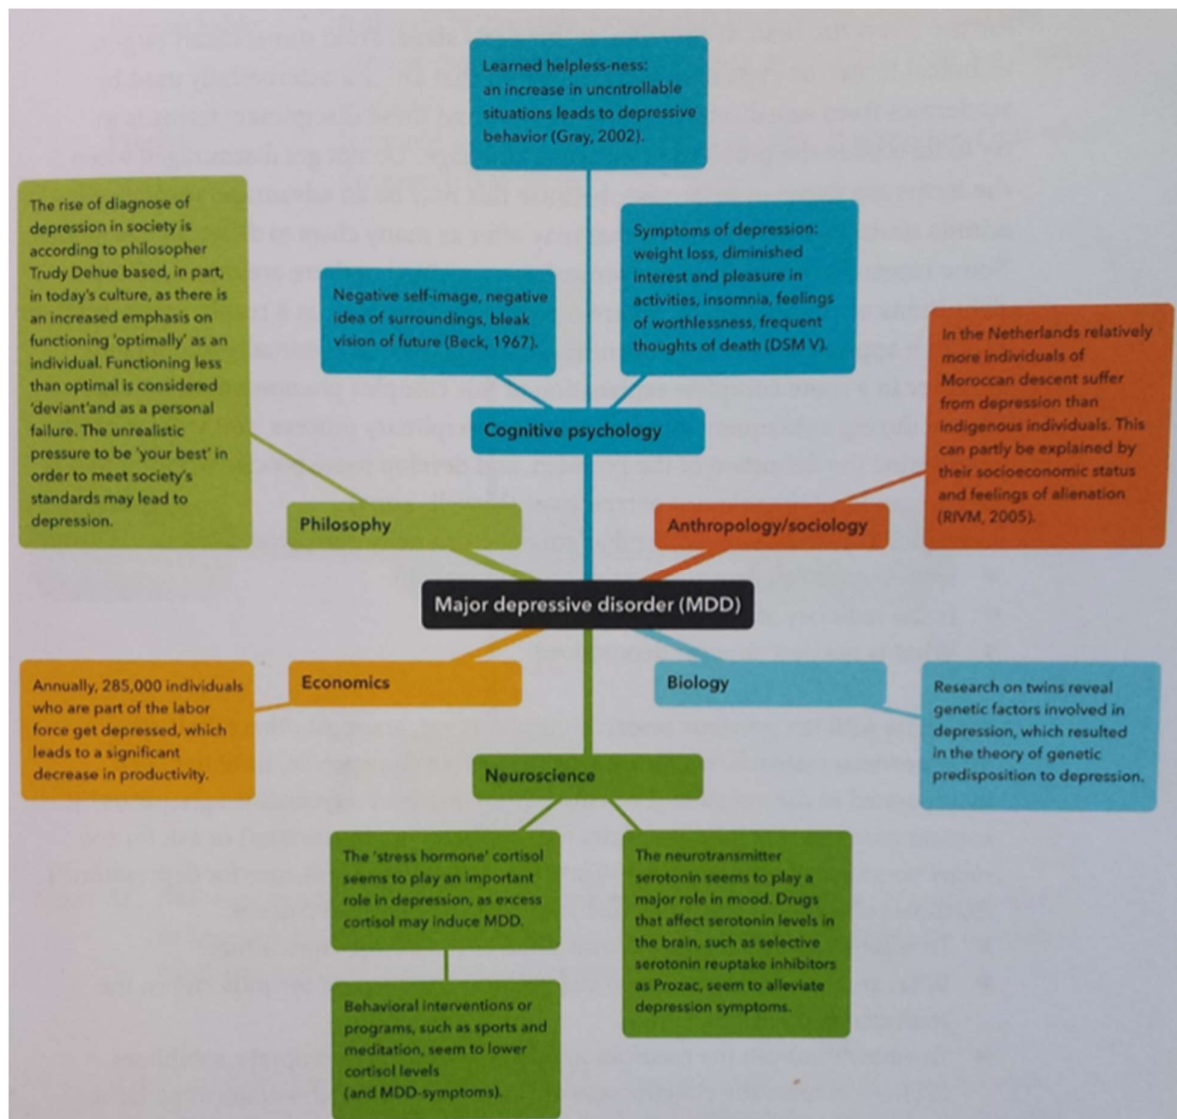 Learned helpless-ness:
an increase in uncntrollable
situations leads to depressive
behavior (Gray, 2002).
The rise of diagnose of
depression in society is
according to philosopher
Trudy Dehue based, in part,
in today's culture, as there is
an increased emphasis on
functioning 'optimally' as an
individual. Functioning less
than optimal is considered
'deviant'and as a personal
failure. The unrealistic
pressure to be 'your best' in
order to meet society's
standards may lead to
depression.
Negative self-image, negative
idea of surroundings, bleak
vision of future (Beck, 1967).
Symptoms of depression:
weight loss, diminished
interest and pleasure in
activities, insomnia, feelings
of worthlessness, frequent
thoughts of death (DSM V).
In the Netherlands relatively
more individuals of
Moroccan descent suffer
from depression than
indigenous individuals. This
can partly be explained by
their socioeconomic status
and feelings of alienation
(RIVM, 2005).
Cognitive psychology
Philosophy
Anthropology/sociology
Major depressive disorder (MDD)
Economics
Biology
Annually, 285,000 individuals
who are part of the labor
force get depressed, which
leads to a significant
decrease in productivity.
Research on twins reveal
genetic factors involved in
depression, which resulted
in the theory of genetic
predisposition to depression.
Neuroscience
The 'stress hormone' cortisol
seems to play an important
role in depression, as excess
cortisol may induce MDD.
The neurotransmitter
serotonin seems to play a
major role in mood. Drugs
that affect serotonin levels in
the brain, such as selective
serotonin reuptake inhibitors
as Prozac, seem to alleviate
depression symptoms.
Behavioral interventions or
programs, such as sports and
meditation, seem to lower
cortisol levels
(and MDD-symptoms).